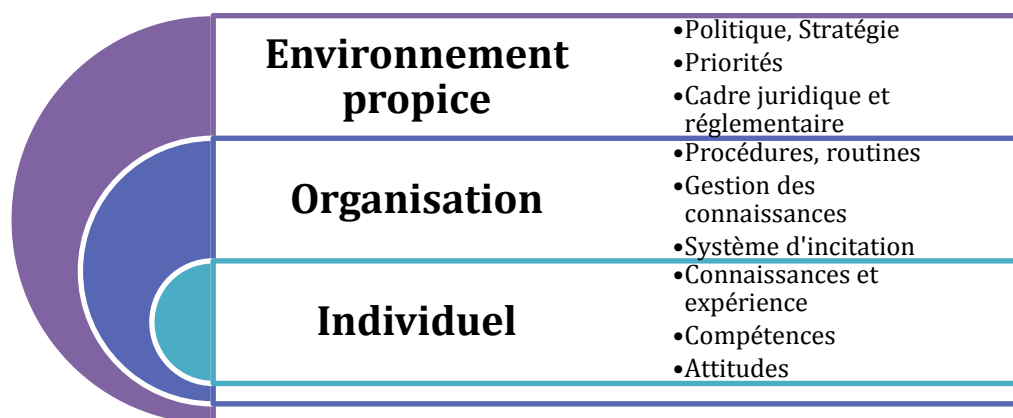 Environnement
propice
•Politique, Stratégie
•Priorités
•Cadre juridique et
réglementaire
Organisation
•Procédures, routines
•Gestion des
connaissances
•Système d'incitation
Individuel
•Connaissances et
expérience
•Compétences
•Attitudes